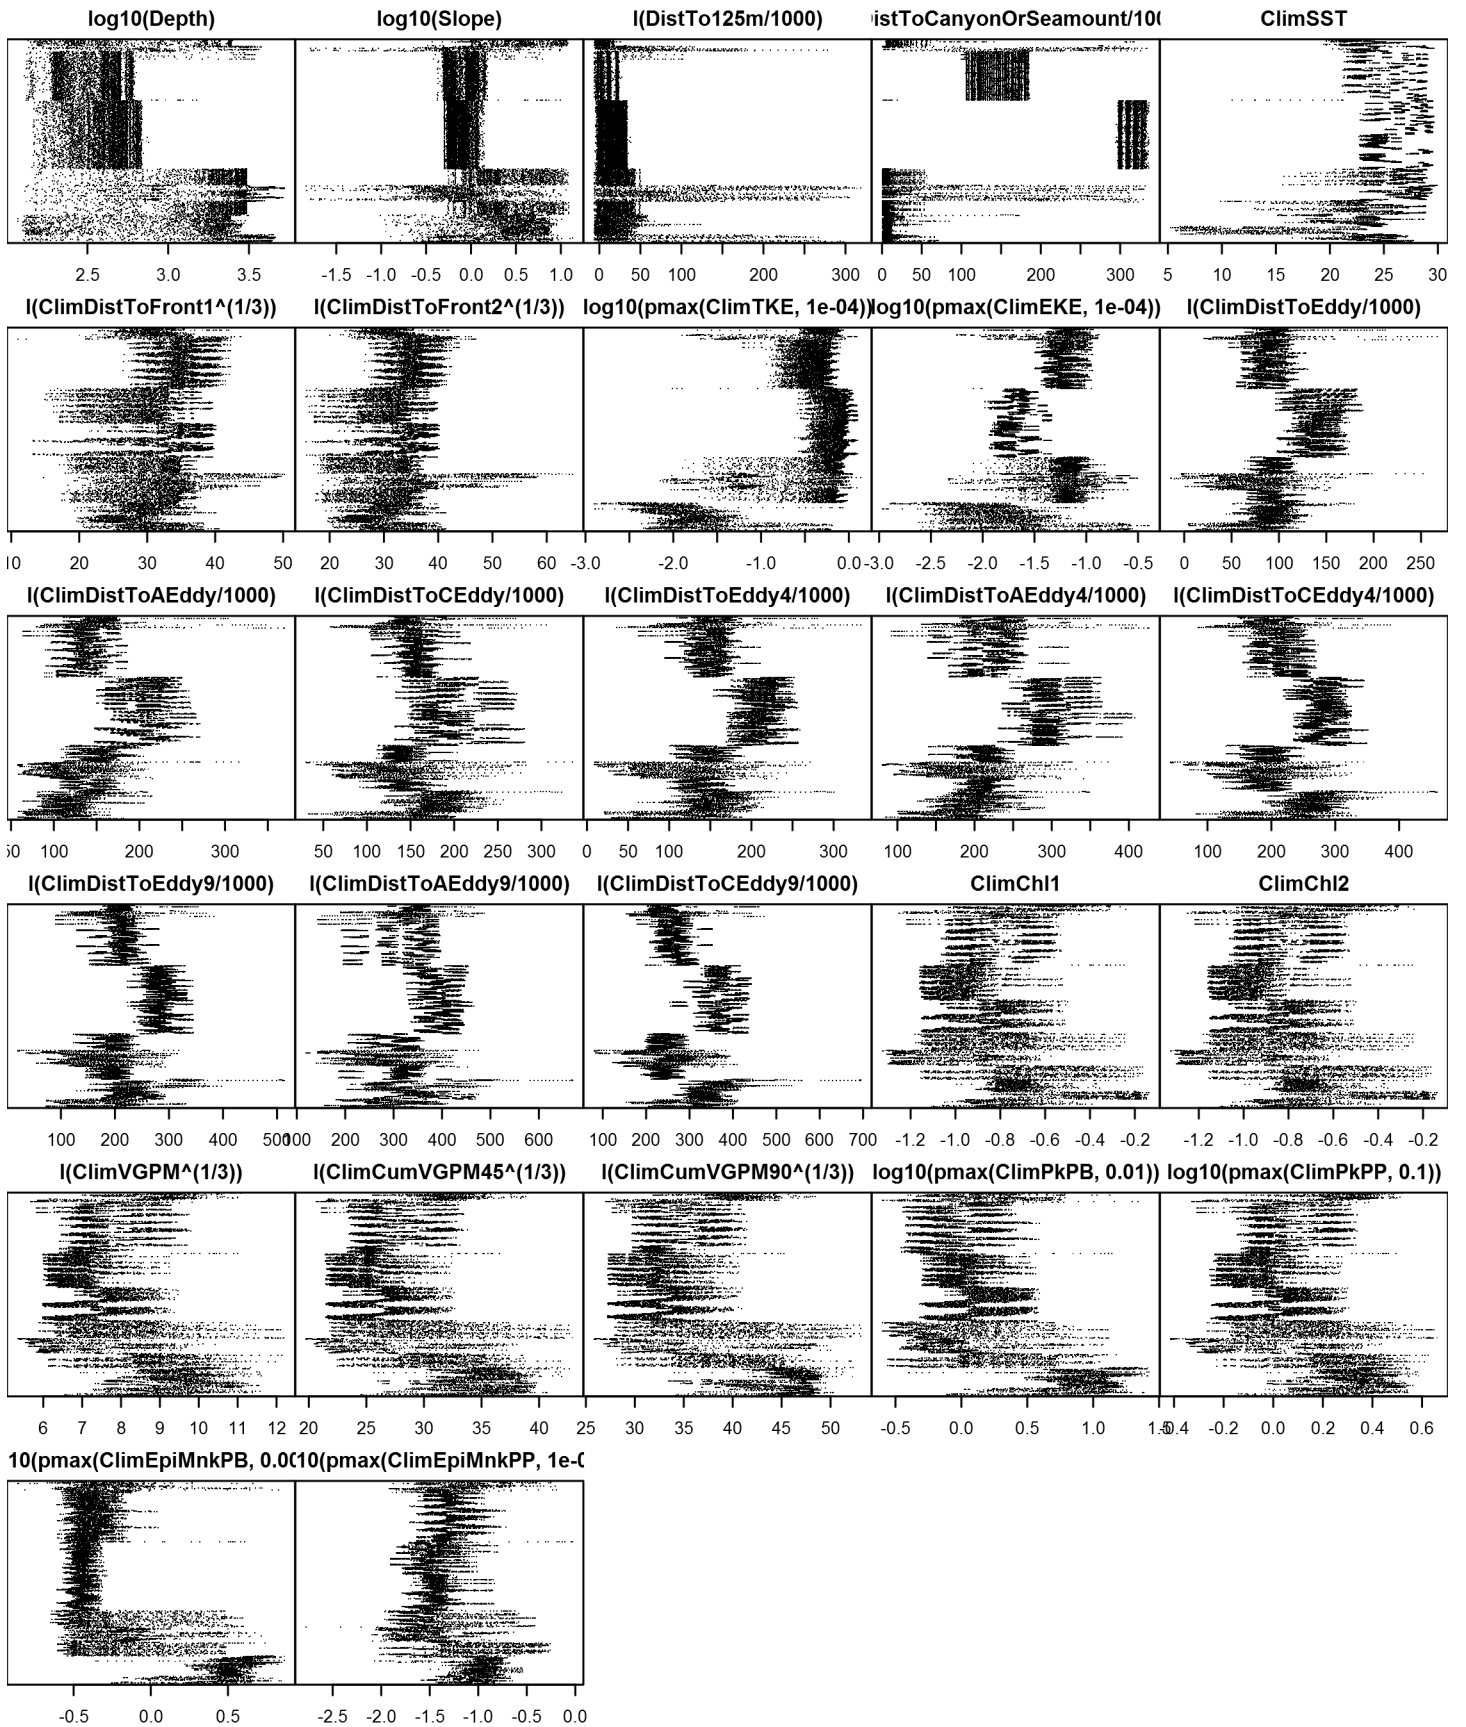 log10(Depth) log10(Slope) I(DistTo125m/1000) istToCanyonOrSeamount/100 ClimSST
2.5 3.0 3.5 -1.5 -1.0 -0.5 0.0 0.5 1.0 0 50 100 200 300 0 50 100 200 300 5 10 15 20 25 30
I(ClimDistToFront1^(1/3)) I(ClimDistToFront2^(1/3)) log10(pmax(ClimTKE, 1e-04)) log10(pmax(ClimEKE, 1e-04)) I(ClimDistToEddy/1000)
10 20 30 40 50 20 30 40 50 60 -3.0 -2.0 -1.0 0.0 -3.0 -2.5 -2.0 -1.5 -1.0 -0.5 0 50 100 150 200 250
I(ClimDistToAEddy/1000) I(ClimDistToCEddy/1000) I(ClimDistToEddy4/1000) I(ClimDistToAEddy4/1000) I(ClimDistToCEddy4/1000)
50 100 200 300 50 100 150 200 250 300 0 50 100 200 300 100 200 300 400 100 200 300 400
I(ClimDistToEddy9/1000) I(ClimDistToAEddy9/1000) I(ClimDistToCEddy9/1000) ClimChl1 ClimChl2
100 200 300 400 500 100 200 300 400 500 600 100 200 300 400 500 600 700 -1.2 -1.0 -0.8 -0.6 -0.4 -0.2 -1.2 -1.0 -0.8 -0.6 -0.4 -0.2
I(ClimVGPM^(1/3)) I(ClimCumVGPM45^(1/3)) I(ClimCumVGPM90^(1/3)) log10(pmax(ClimPkPB, 0.01)) log10(pmax(ClimPkPP, 0.1))
6 7 8 9 10 11 12 20 25 30 35 40 25 30 35 40 45 50 -0.5 0.0 0.5 1.0 1.5 -0.4 -0.2 0.0 0.2 0.4 0.6
10(pmax(ClimEpiMnkPB, 0.00 10(pmax(ClimEpiMnkPP, 1e-0
-0.5 0.0 0.5 -2.5 -2.0 -1.5 -1.0 -0.5 0.0